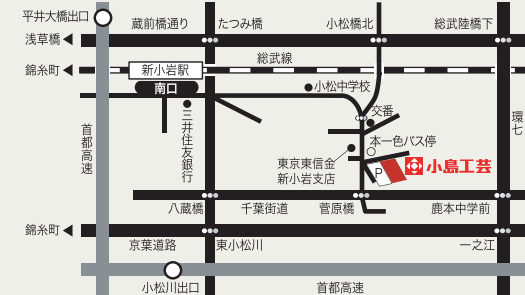 平井大橋出口
蔵前橋通り
たつみ橋
小松橋北
総武陸橋下
浅草橋
総武線
錦糸町
新小岩駅
南口
小松中学校
交番
三井住友銀行
首都高速
環七
本一色バス停
東京東信金
新小岩支店
P
小島工芸
八蔵橋
千葉街道
菅原橋
鹿本中学前
錦糸町
京葉道路
東小松川
一之江
小松川出口
首都高速